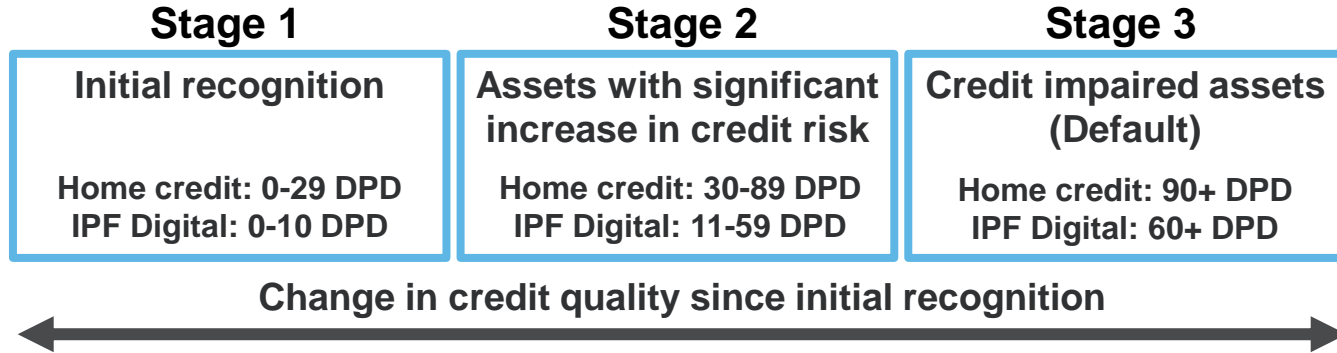 Stage 1
Stage 2
Stage 3
Initial recognition
Home credit: 0-29 DPD
IPF Digital: 0-10 DPD
Assets with significant
increase in credit risk
Home credit: 30-89 DPD
IPF Digital: 11-59 DPD
Credit impaired assets
(Default)
Home credit: 90+ DPD
IPF Digital: 60+ DPD
Change in credit quality since initial recognition